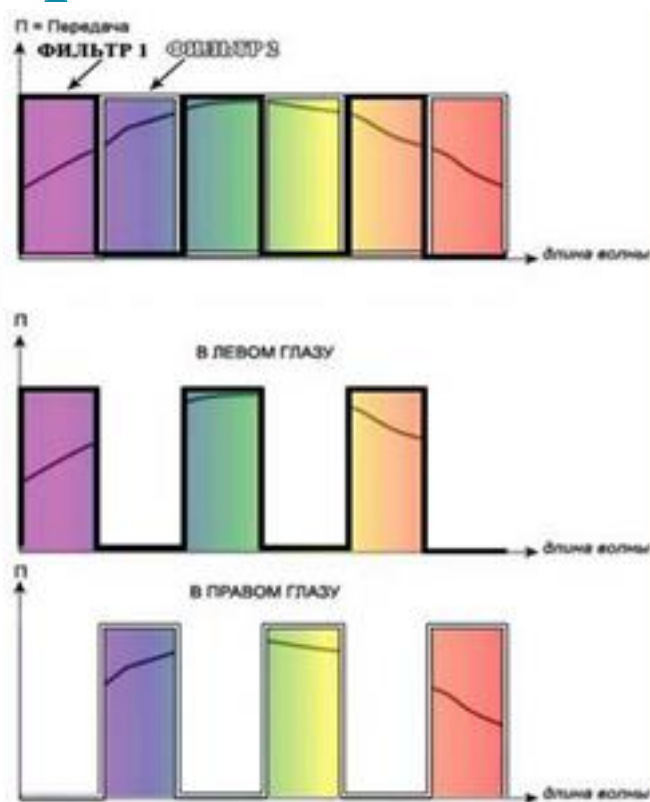 П = Передача
ФИЛЬТР 1 ФИЛЬТР 2
длина волны
П
В ЛЕВОМ ГЛАЗУ
длина волны
П
В ПРАВОМ ГЛАЗУ
длина волны